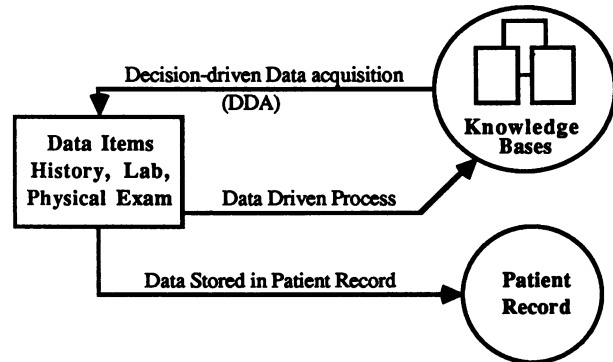 Decision-driven Data acquisition
(DDA)
Knowledge
Bases
Data Items
History, Lab,
Physical Exam
Data Driven Process
Data Stored in Patient Record
Patient
Record